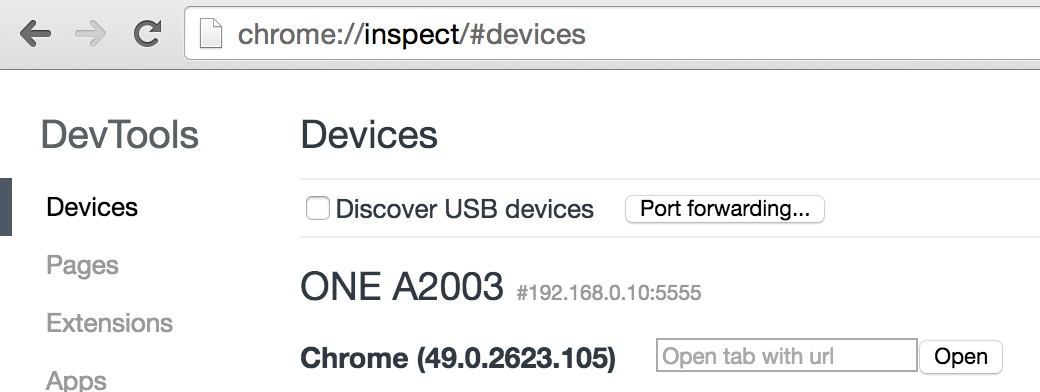 chrome://inspect/#devices
DevTools
Devices
Devices
Discover USB devices Port forwarding...
Pages
ONE A2003 #192.168.0.10:5555
Extensions
Chrome (49.0.2623.105) Open tab with url Open
Apps